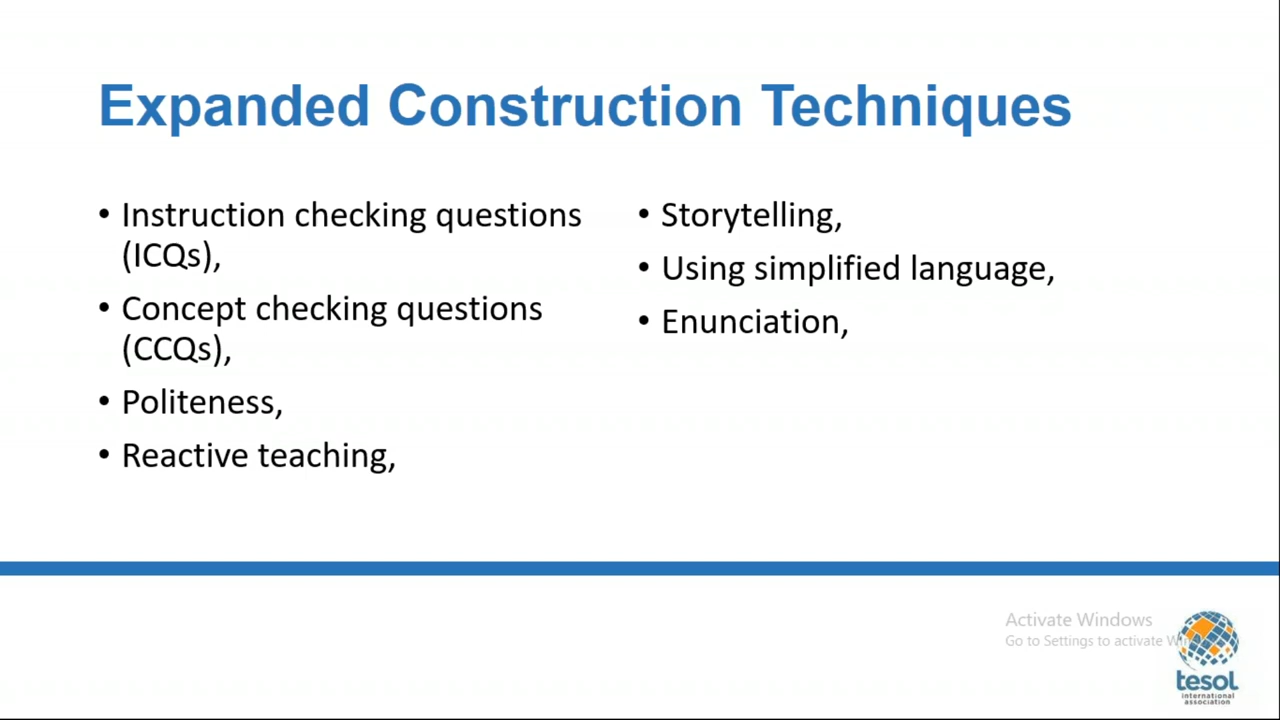 Expanded Construction Techniques
• Instruction checking questions
(ICQs),
• Concept checking questions
(CCQs),
• Politeness,
• Reactive teaching,
• Storytelling,
• Using simplified language,
• Enunciation,
Activate Windows
Go to Settings to activate
tesol
international
association